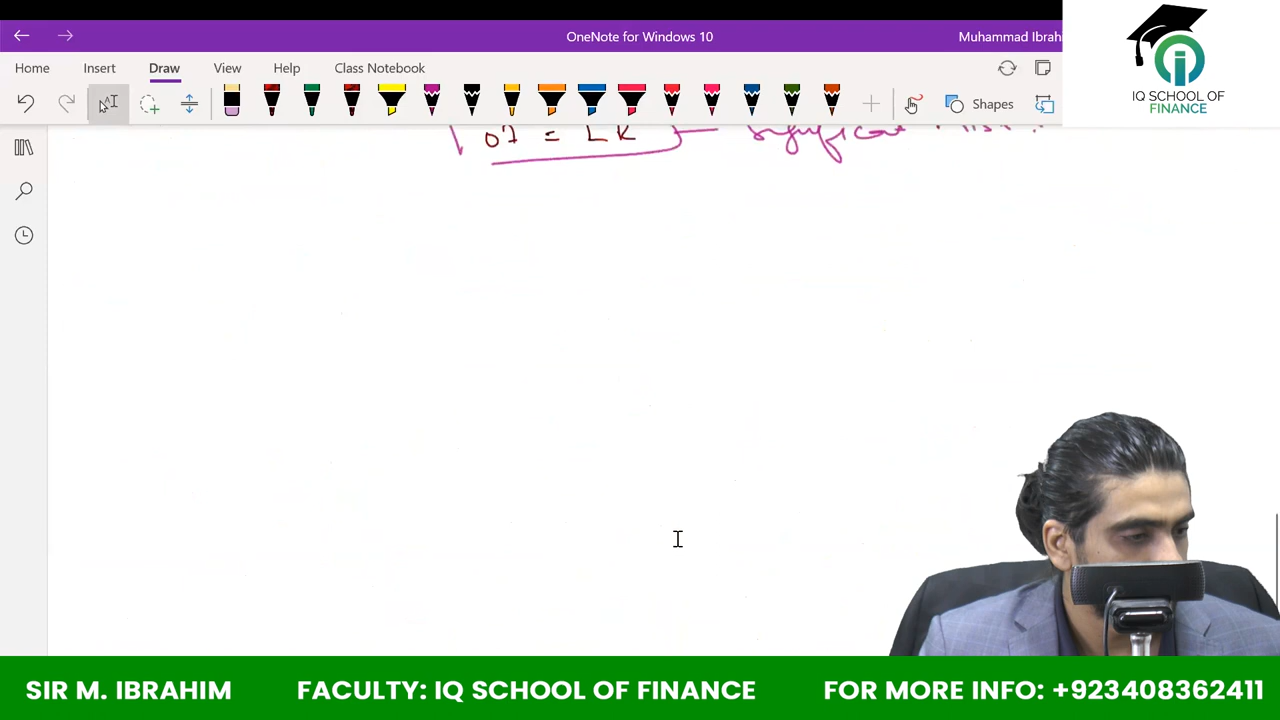 OneNote for Windows 10
Muhammad Ibrah
Home
Insert
Draw
View
Help
Class Notebook
Shapes
IQ SCHOOL OF
FINANCE
= LR
SIR M. IBRAHIM
FACULTY: IQ SCHOOL OF FINANCE
FOR MORE INFO: +923408362411